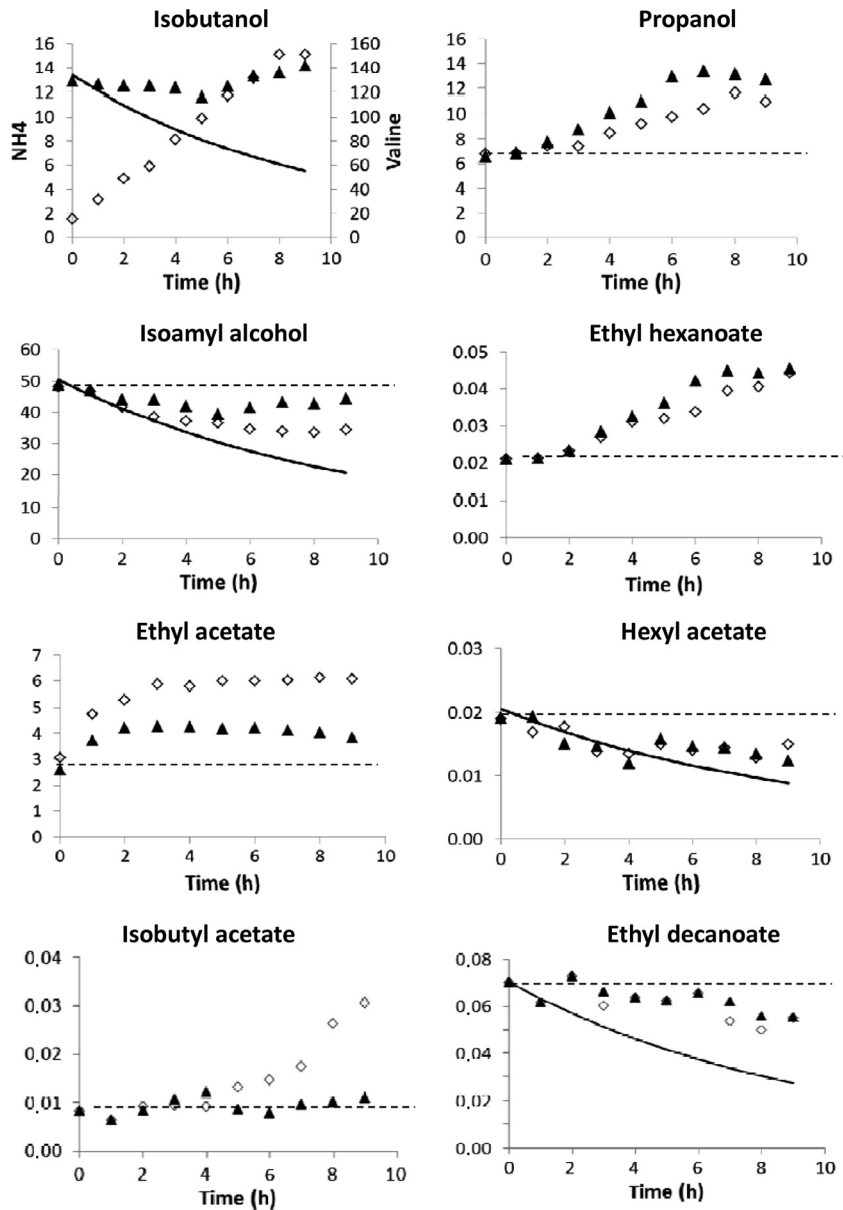 Isobutanol
16
14
12
10
8
6
4
2
0
NH4
160
140
120
100
80
60
40
20
0
Valine
0 2 4 6 8 10
Time (h)
Propanol
16
14
12
10
8
6
4
2
0
0 2 4 6 8 10
Time (h)
Isoamyl alcohol
60
50
40
30
20
10
0
0 2 4 6 8 10
Time (h)
Ethyl hexanoate
0.05
0.04
0.03
0.02
0.01
0.00
0 2 4 6 8 10
Time (h)
Ethyl acetate
7
6
5
4
3
2
1
0
0 2 4 6 8 10
Time (h)
Hexyl acetate
0.03
0.02
0.01
0.00
0 2 4 6 8 10
Time (h)
Isobutyl acetate
0.04
0.03
0.02
0.01
0.00
0 2 4 6 8 10
Time (h)
Ethyl decanoate
0.08
0.06
0.04
0.02
0.00
0 2 4 6 8 10
Time (h)